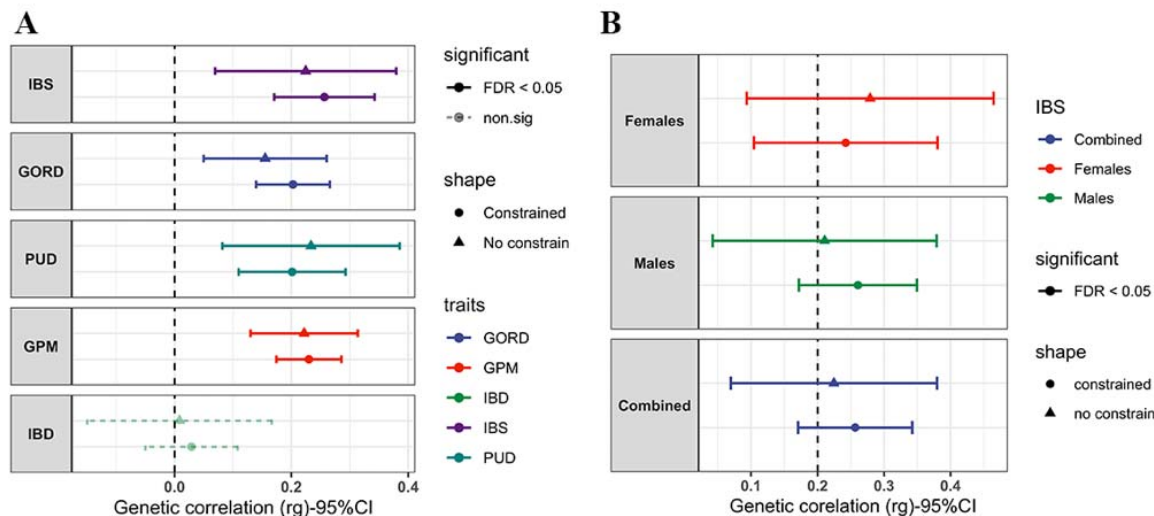 A
IBS
GORD
PUD
GPM
IBD
0.0 0.2 0.4
Genetic correlation (rg)-95%CI
significant
FDR < 0.05
non.sig
shape
Constrained
No constrain
traits
GORD
GPM
IBD
IBS
PUD
B
Females
Males
Combined
0.1 0.2 0.3 0.4
Genetic corelation (rg)-95%CI
IBS
Combined
Females
Males
significant
FDR < 0.05
shape
constrained
no constrain